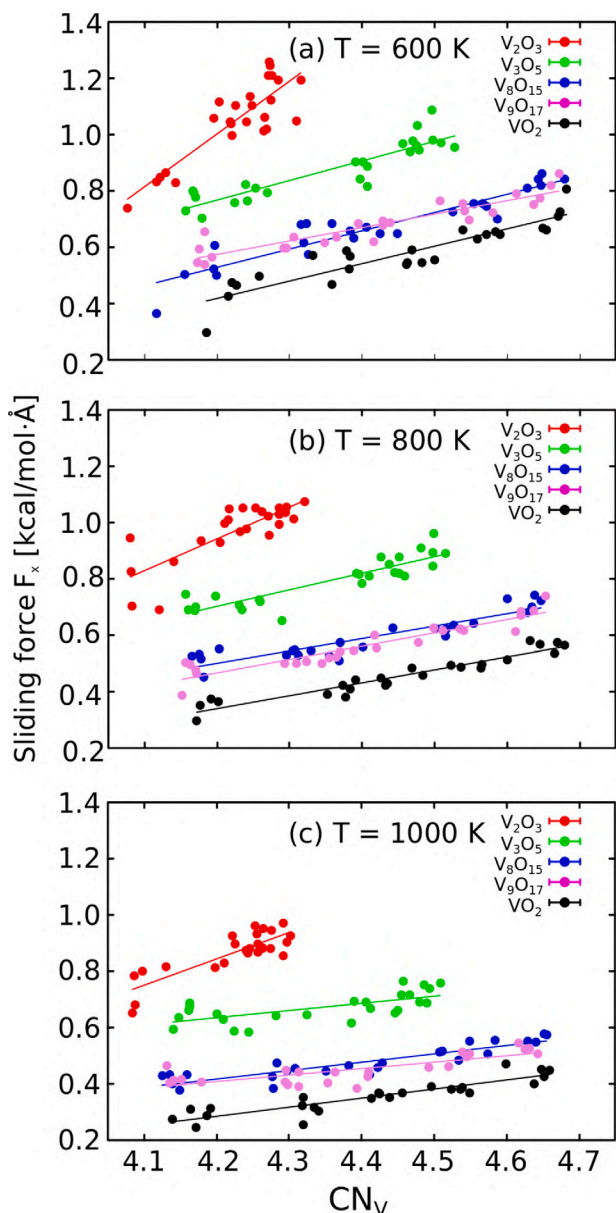 Sliding force Fₓ [kcal/mol·Å]
1.4
1.2
1.0
0.8
0.6
0.4
0.2
(a) T = 600 K
V₂O₃
V₃O₅
V₈O₁₅
V₉O₁₇
VO₂
1.4
1.2
1.0
0.8
0.6
0.4
0.2
(b) T = 800 K
V₂O₃
V₃O₅
V₈O₁₅
V₉O₁₇
VO₂
1.4
1.2
1.0
0.8
0.6
0.4
0.2
(c) T = 1000 K
V₂O₃
V₃O₅
V₈O₁₅
V₉O₁₇
VO₂
4.1 4.2 4.3 4.4 4.5 4.6 4.7
CN_V